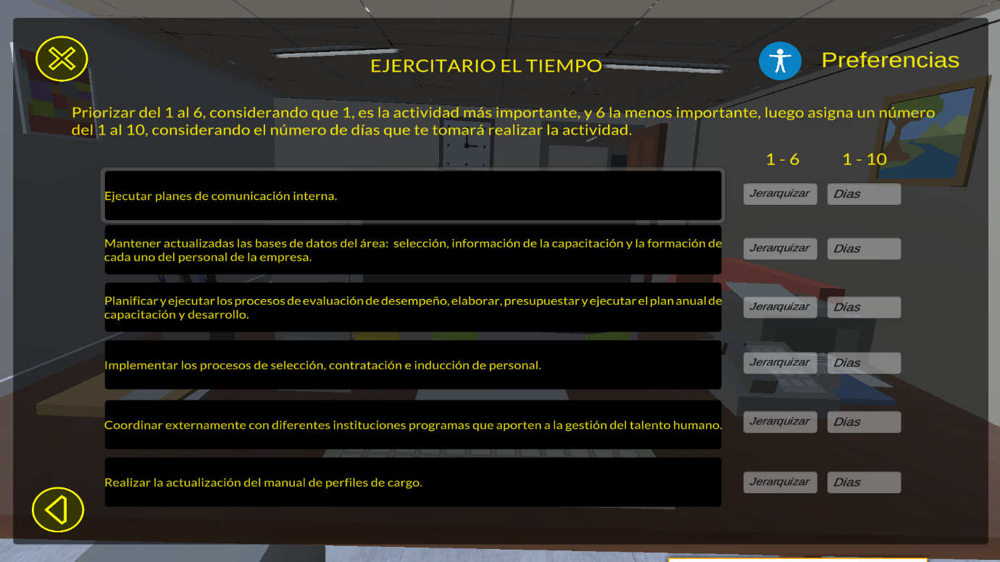 EJERCITARIO EL TIEMPO
Preferencias
Priorizar del 1 al 6, considerando que 1, es la actividad más importante, y 6 la menos importante, luego asigna un número
del 1 al 10, considerando el número de días que te tomará realizar la actividad.
1 - 6 1 - 10
Ejecutar planes de comunicación interna.
Jerarquizar Dias
Mantener actualizadas las bases de datos del área: selección, información de la capacitación y la formación de
cada uno del personal de la empresa.
Jerarquizar Dias
Planificar y ejecutar los procesos de evaluación de desempeño, elaborar, presupuestar y ejecutar el plan anual de
capacitación y desarrollo.
Jerarquizar Dias
Implementar los procesos de selección, contratación e inducción de personal.
Jerarquizar Dias
Coordinar externamente con diferentes instituciones programas que aporten a la gestión del talento humano.
Jerarquizar Dias
Realizar la actualización del manual de perfiles de cargo.
Jerarquizar Dias